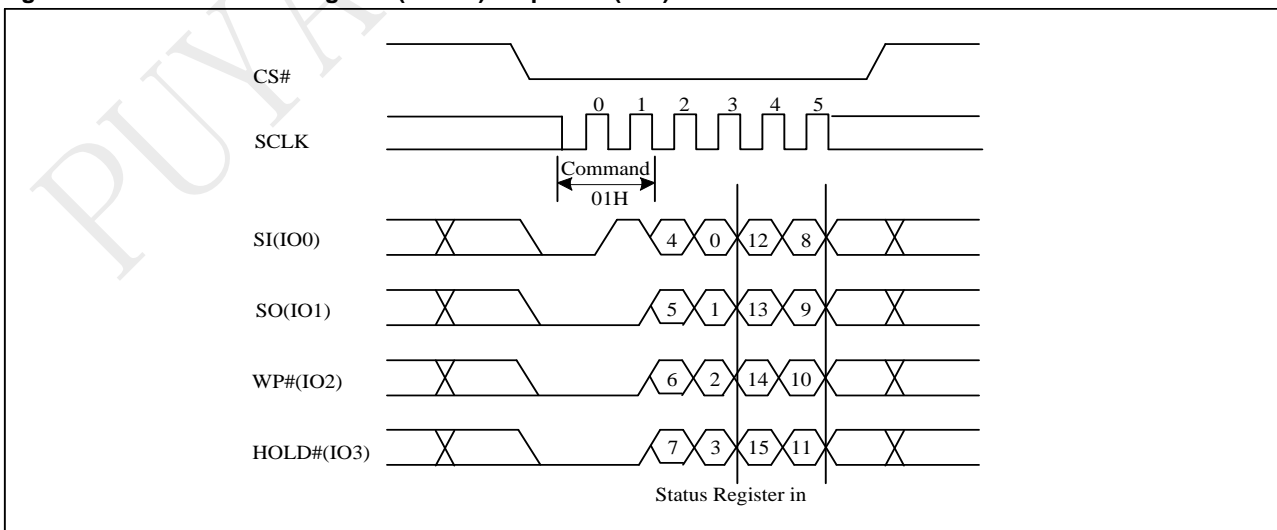 PUYA
CS#
0 1 2 3 4 5
SCLK
Command
01H
SI(IO0) 4 0 12 8
SO(IO1) 5 1 13 9
WP#(IO2) 6 2 14 10
HOLD#(IO3) 7 3 15 11
Status Register in